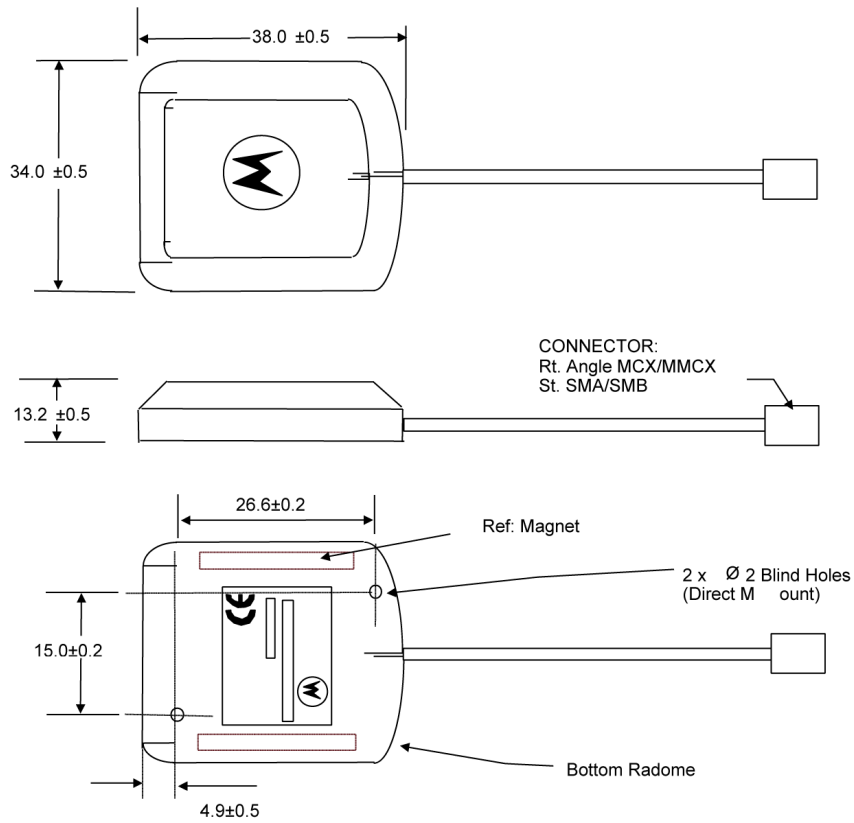 38.0 ±0.5
34.0 ±0.5
CONNECTOR:
Rt. Angle MCX/MMCX
St. SMA/SMB
13.2 ±0.5
26.6±0.2
Ref: Magnet
2 x Ø 2 Blind Holes
(Direct M ount)
CE
15.0±0.2
Bottom Radome
4.9±0.5